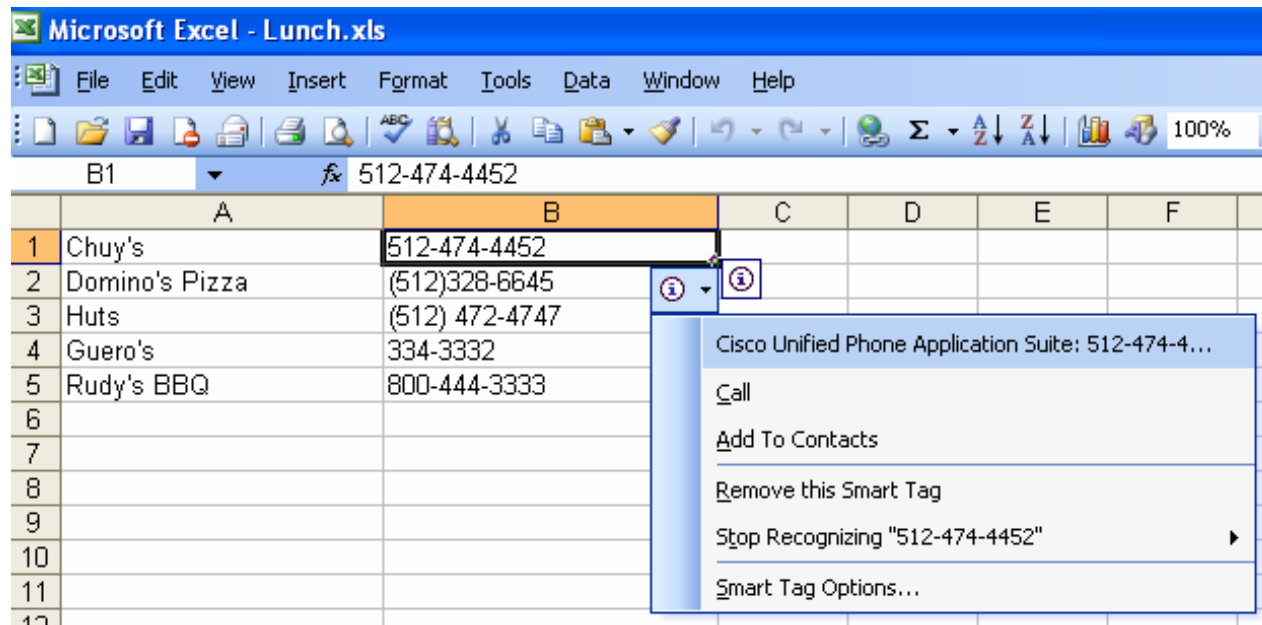 Microsoft Excel - Lunch.xls
File Edit View Insert Format Tools Data Window Help
ABC Σ A Z Z A 100%
B1 fx 512-474-4452
A B C D E F
1 Chuy's 512-474-4452
2 Domino's Pizza (512)328-6645
3 Huts (512) 472-4747
4 Guero's 334-3332
5 Rudy's BBQ 800-444-3333
6
7
8
9
10
11
12
Cisco Unified Phone Application Suite: 512-474-4...
Call
Add To Contacts
Remove this Smart Tag
Stop Recognizing "512-474-4452"
Smart Tag Options...